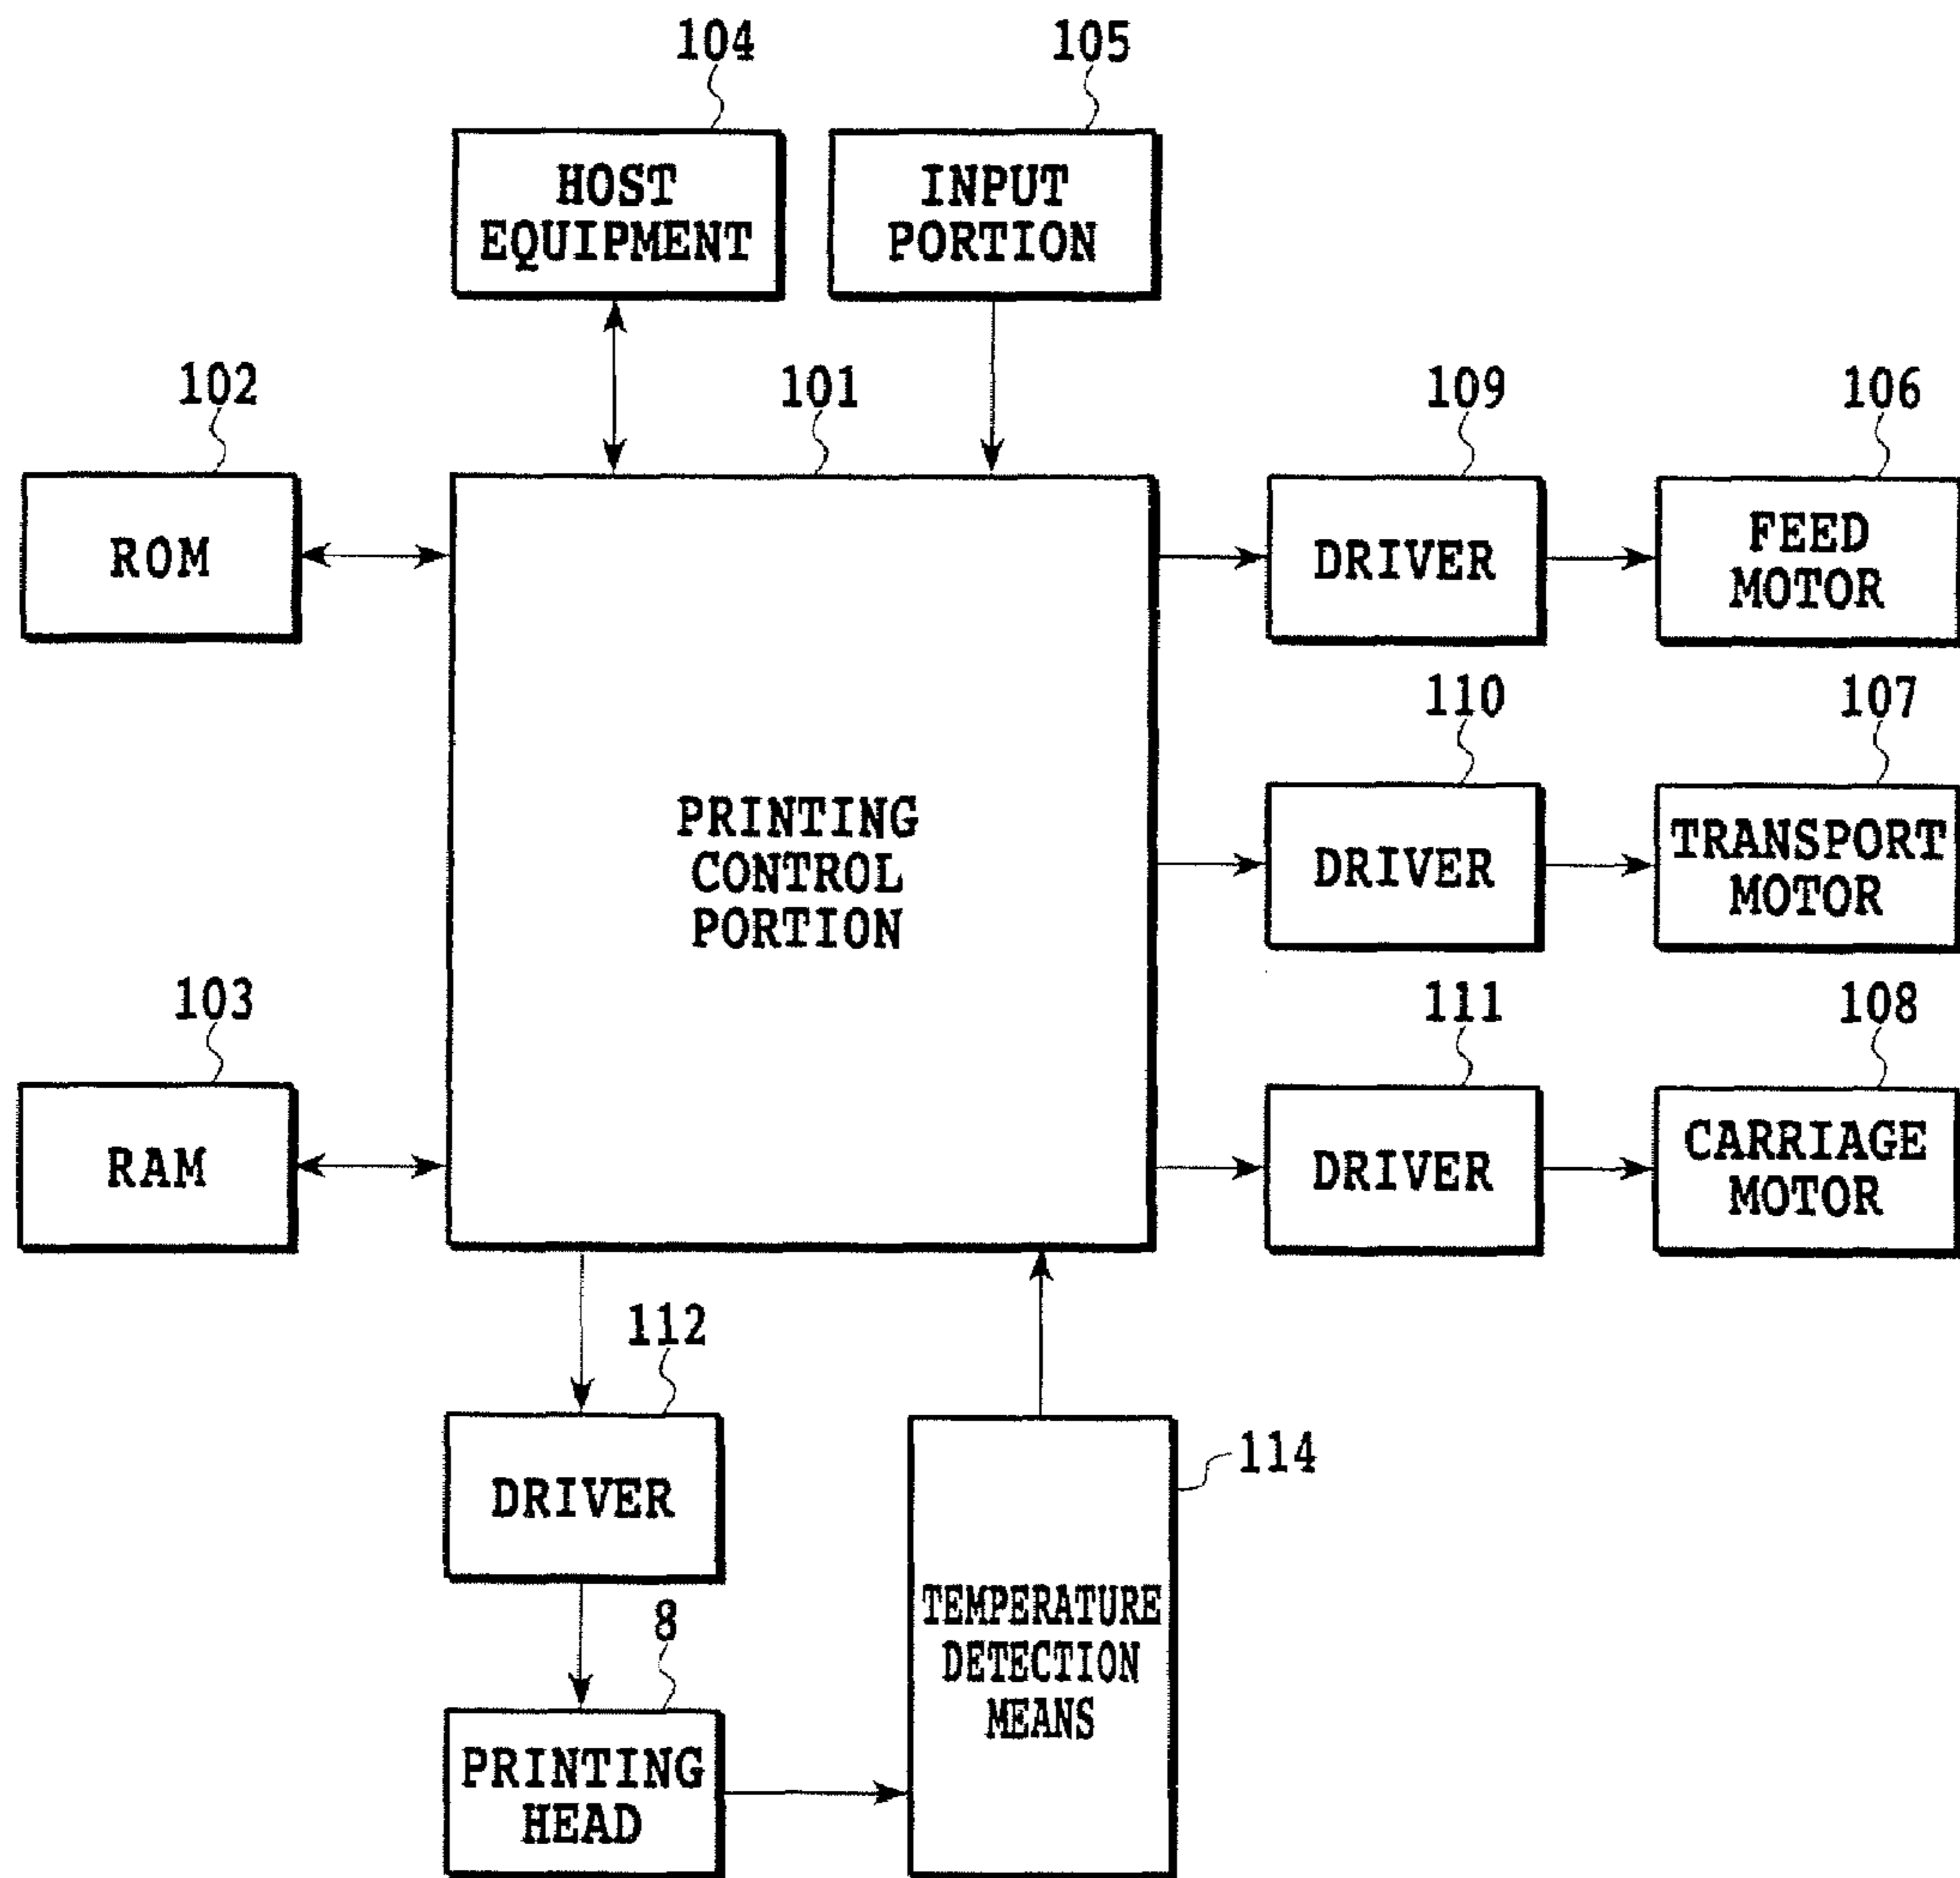 104
105
HOST
EQUIPMENT
INPUT
PORTION
102
101
109
106
ROM
DRIVER
FEED
MOTOR
110
107
PRINTING
CONTROL
PORTION
DRIVER
TRANSPORT
MOTOR
103
111
108
RAM
DRIVER
CARRIAGE
MOTOR
112
114
DRIVER
8
TEMPERATURE
DETECTION
MEANS
PRINTING
HEAD